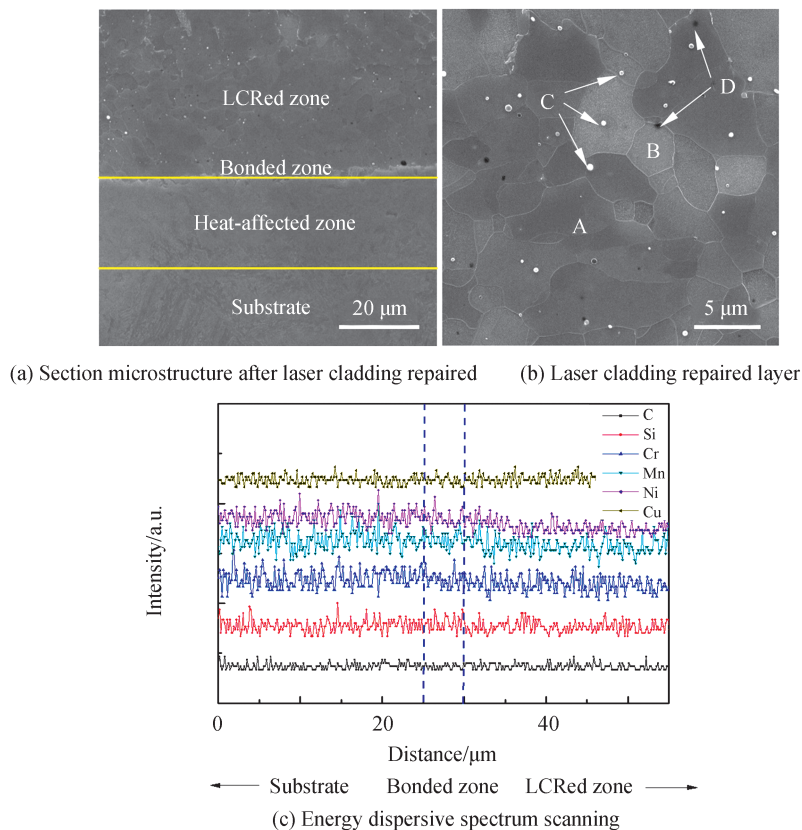 LCRed zone
Bonded zone
Heat-affected zone
Substrate
20 μm
C
D
B
A
5 μm
(a) Section microstructure after laser cladding repaired
(b) Laser cladding repaired layer
C
Si
Cr
Mn
Ni
Cu
Intensity/a.u.
0
20
40
Distance/μm
Substrate
Bonded zone
LCRed zone
(c) Energy dispersive spectrum scanning